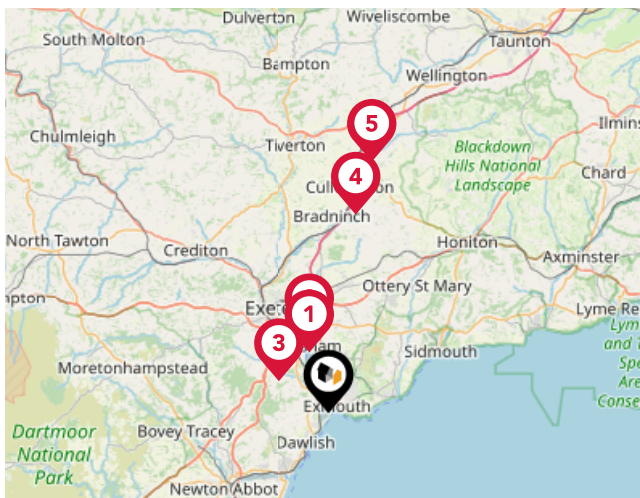 Dulverton
Wiveliscombe
South Molton
Taunton
Bampton
Wellington
5
Ilmins
Chulmleigh
Tiverton
Blackdown
Hills National
Landscape
Chard
4
Bradninch
North Tawton
Crediton
Honiton
Axminster
Ottery St Mary
1
3
Sidmouth
Moretonhampstead
Exmouth
Dartmoor
National
Park
Bovey Tracey
Dawlish
Newton Abbot